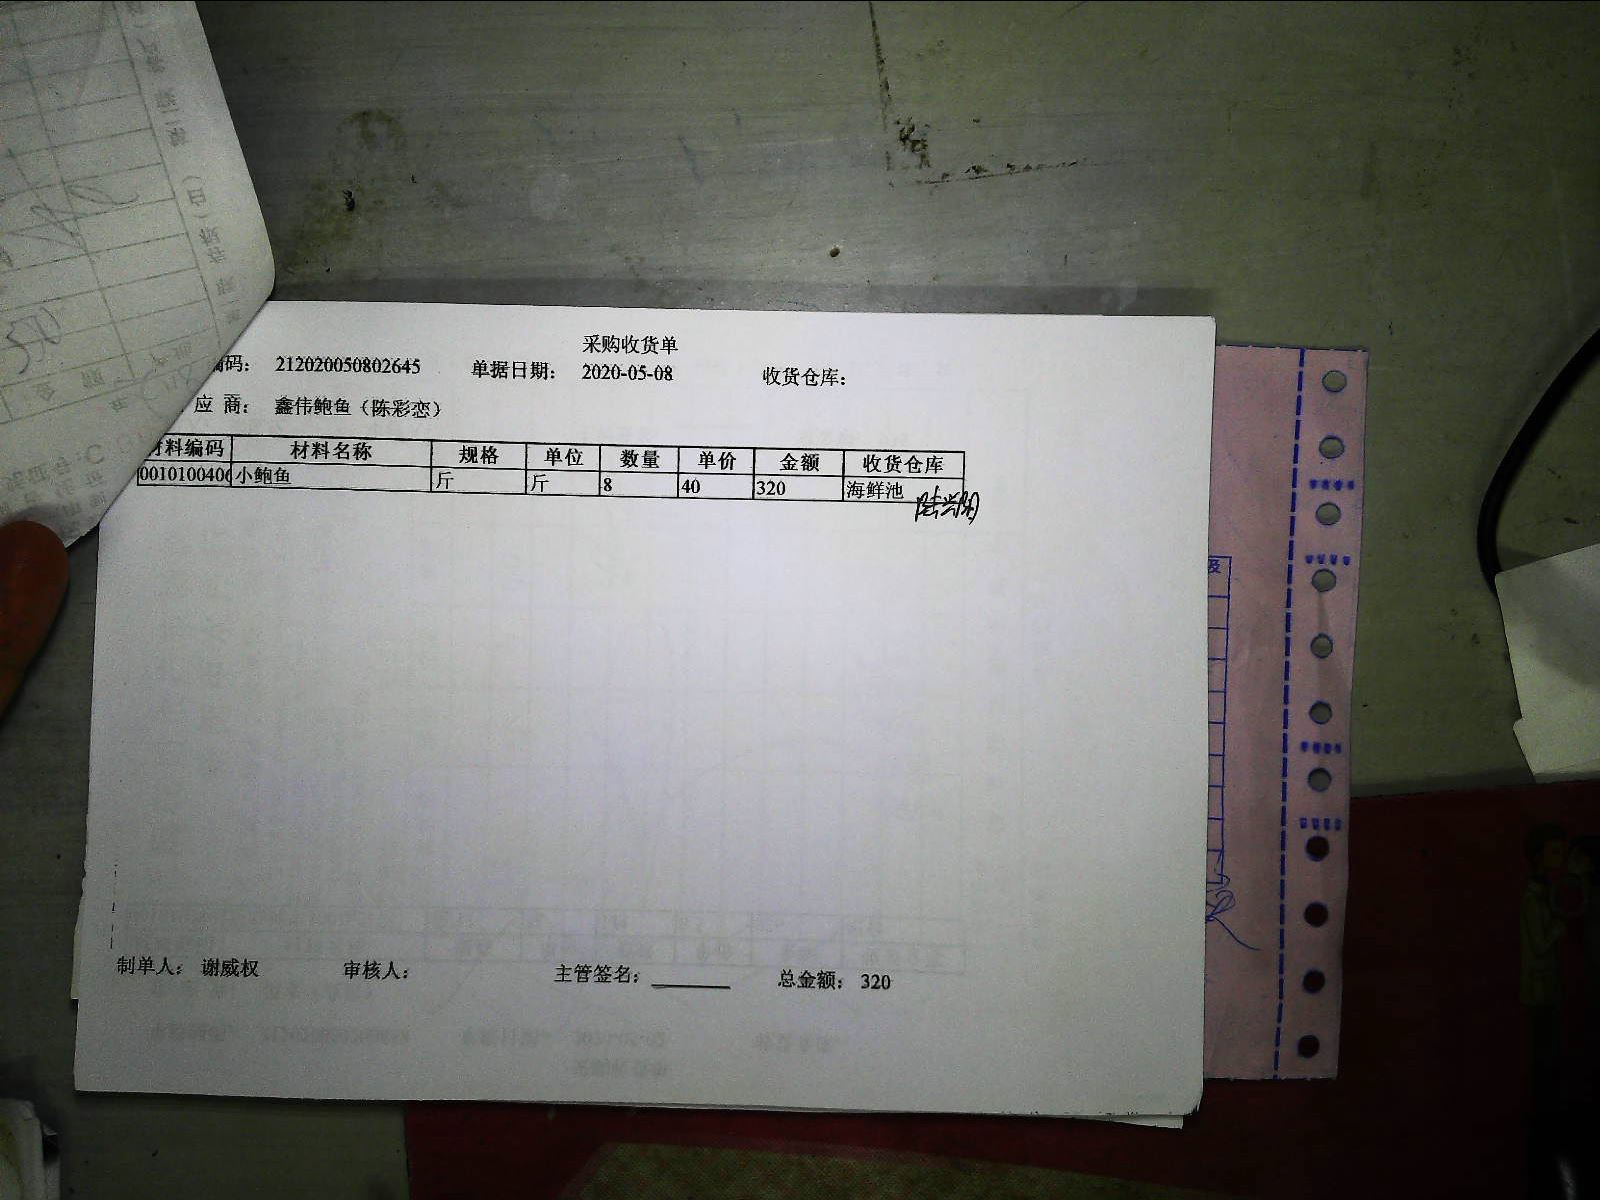 采购收货单
编码： 212020050802645 单据日期： 2020-05-08 收货仓库：
应 商： 鑫伟鲍鱼（陈彩恋）
材料编码 材料名称 规格 单位 数量 单价 金额 收货仓库
0010100406 小鲍鱼 斤 斤 8 40 320 海鲜池
制单人： 谢威权 审核人： 主管签名： 总金额： 320